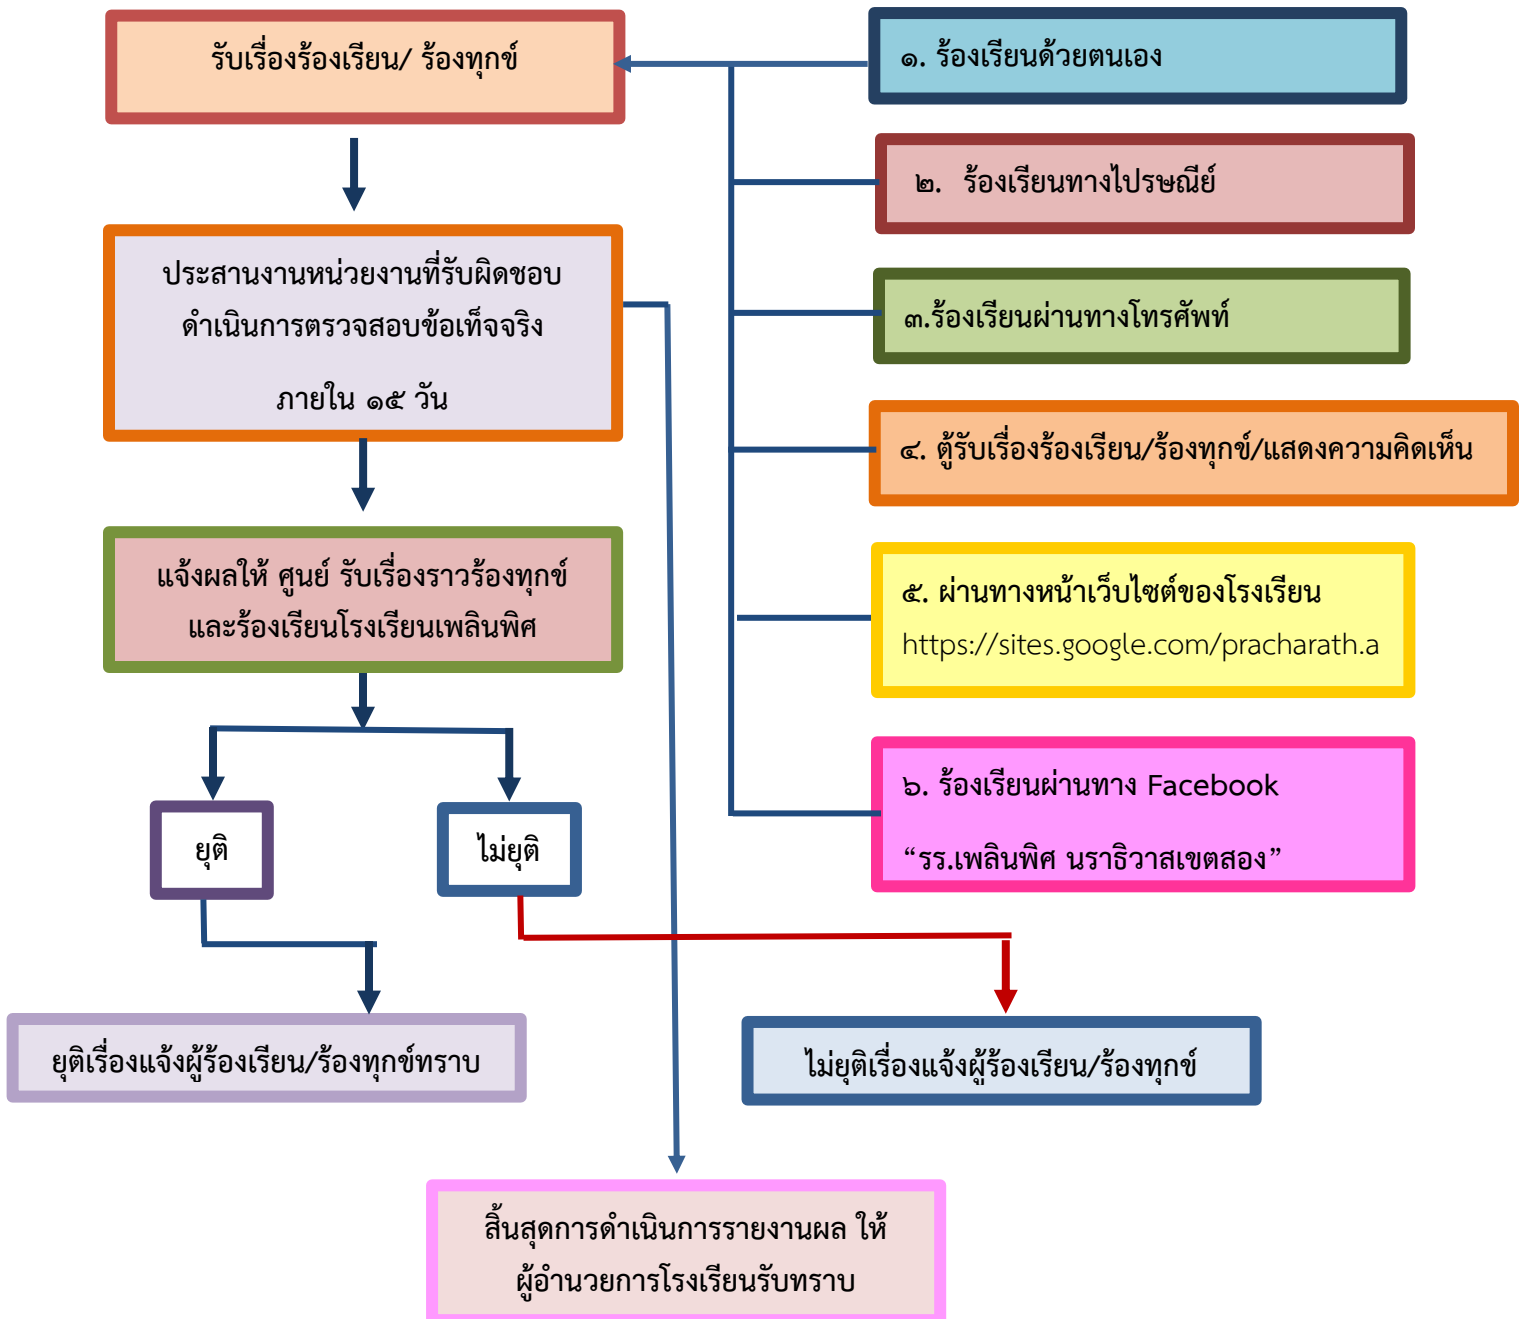 รับเรื่องร้องเรียน/ ร้องทุกข์
๑. ร้องเรียนด้วยตนเอง
๒. ร้องเรียนทางไปรษณีย์
๓.ร้องเรียนผ่านทางโทรศัพท์
๔. ตู้รับเรื่องร้องเรียน/ร้องทุกข์/แสดงความคิดเห็น
๕. ผ่านทางหน้าเว็บไซต์ของโรงเรียน
https://sites.google.com/pracharath.a
๖. ร้องเรียนผ่านทาง Facebook
“รร.เพลินพิศ นราธิวาสเขตสอง”
ประสานงานหน่วยงานที่รับผิดชอบ
ดำเนินการตรวจสอบข้อเท็จจริง
ภายใน ๑๕ วัน
แจ้งผลให้ ศูนย์ รับเรื่องราวร้องทุกข์
และร้องเรียนโรงเรียนเพลินพิศ
ยุติ
ไม่ยุติ
ยุติเรื่องแจ้งผู้ร้องเรียน/ร้องทุกข์ทราบ
ไม่ยุติเรื่องแจ้งผู้ร้องเรียน/ร้องทุกข์
สิ้นสุดการดำเนินการรายงานผล ให้
ผู้อำนวยการโรงเรียนรับทราบ